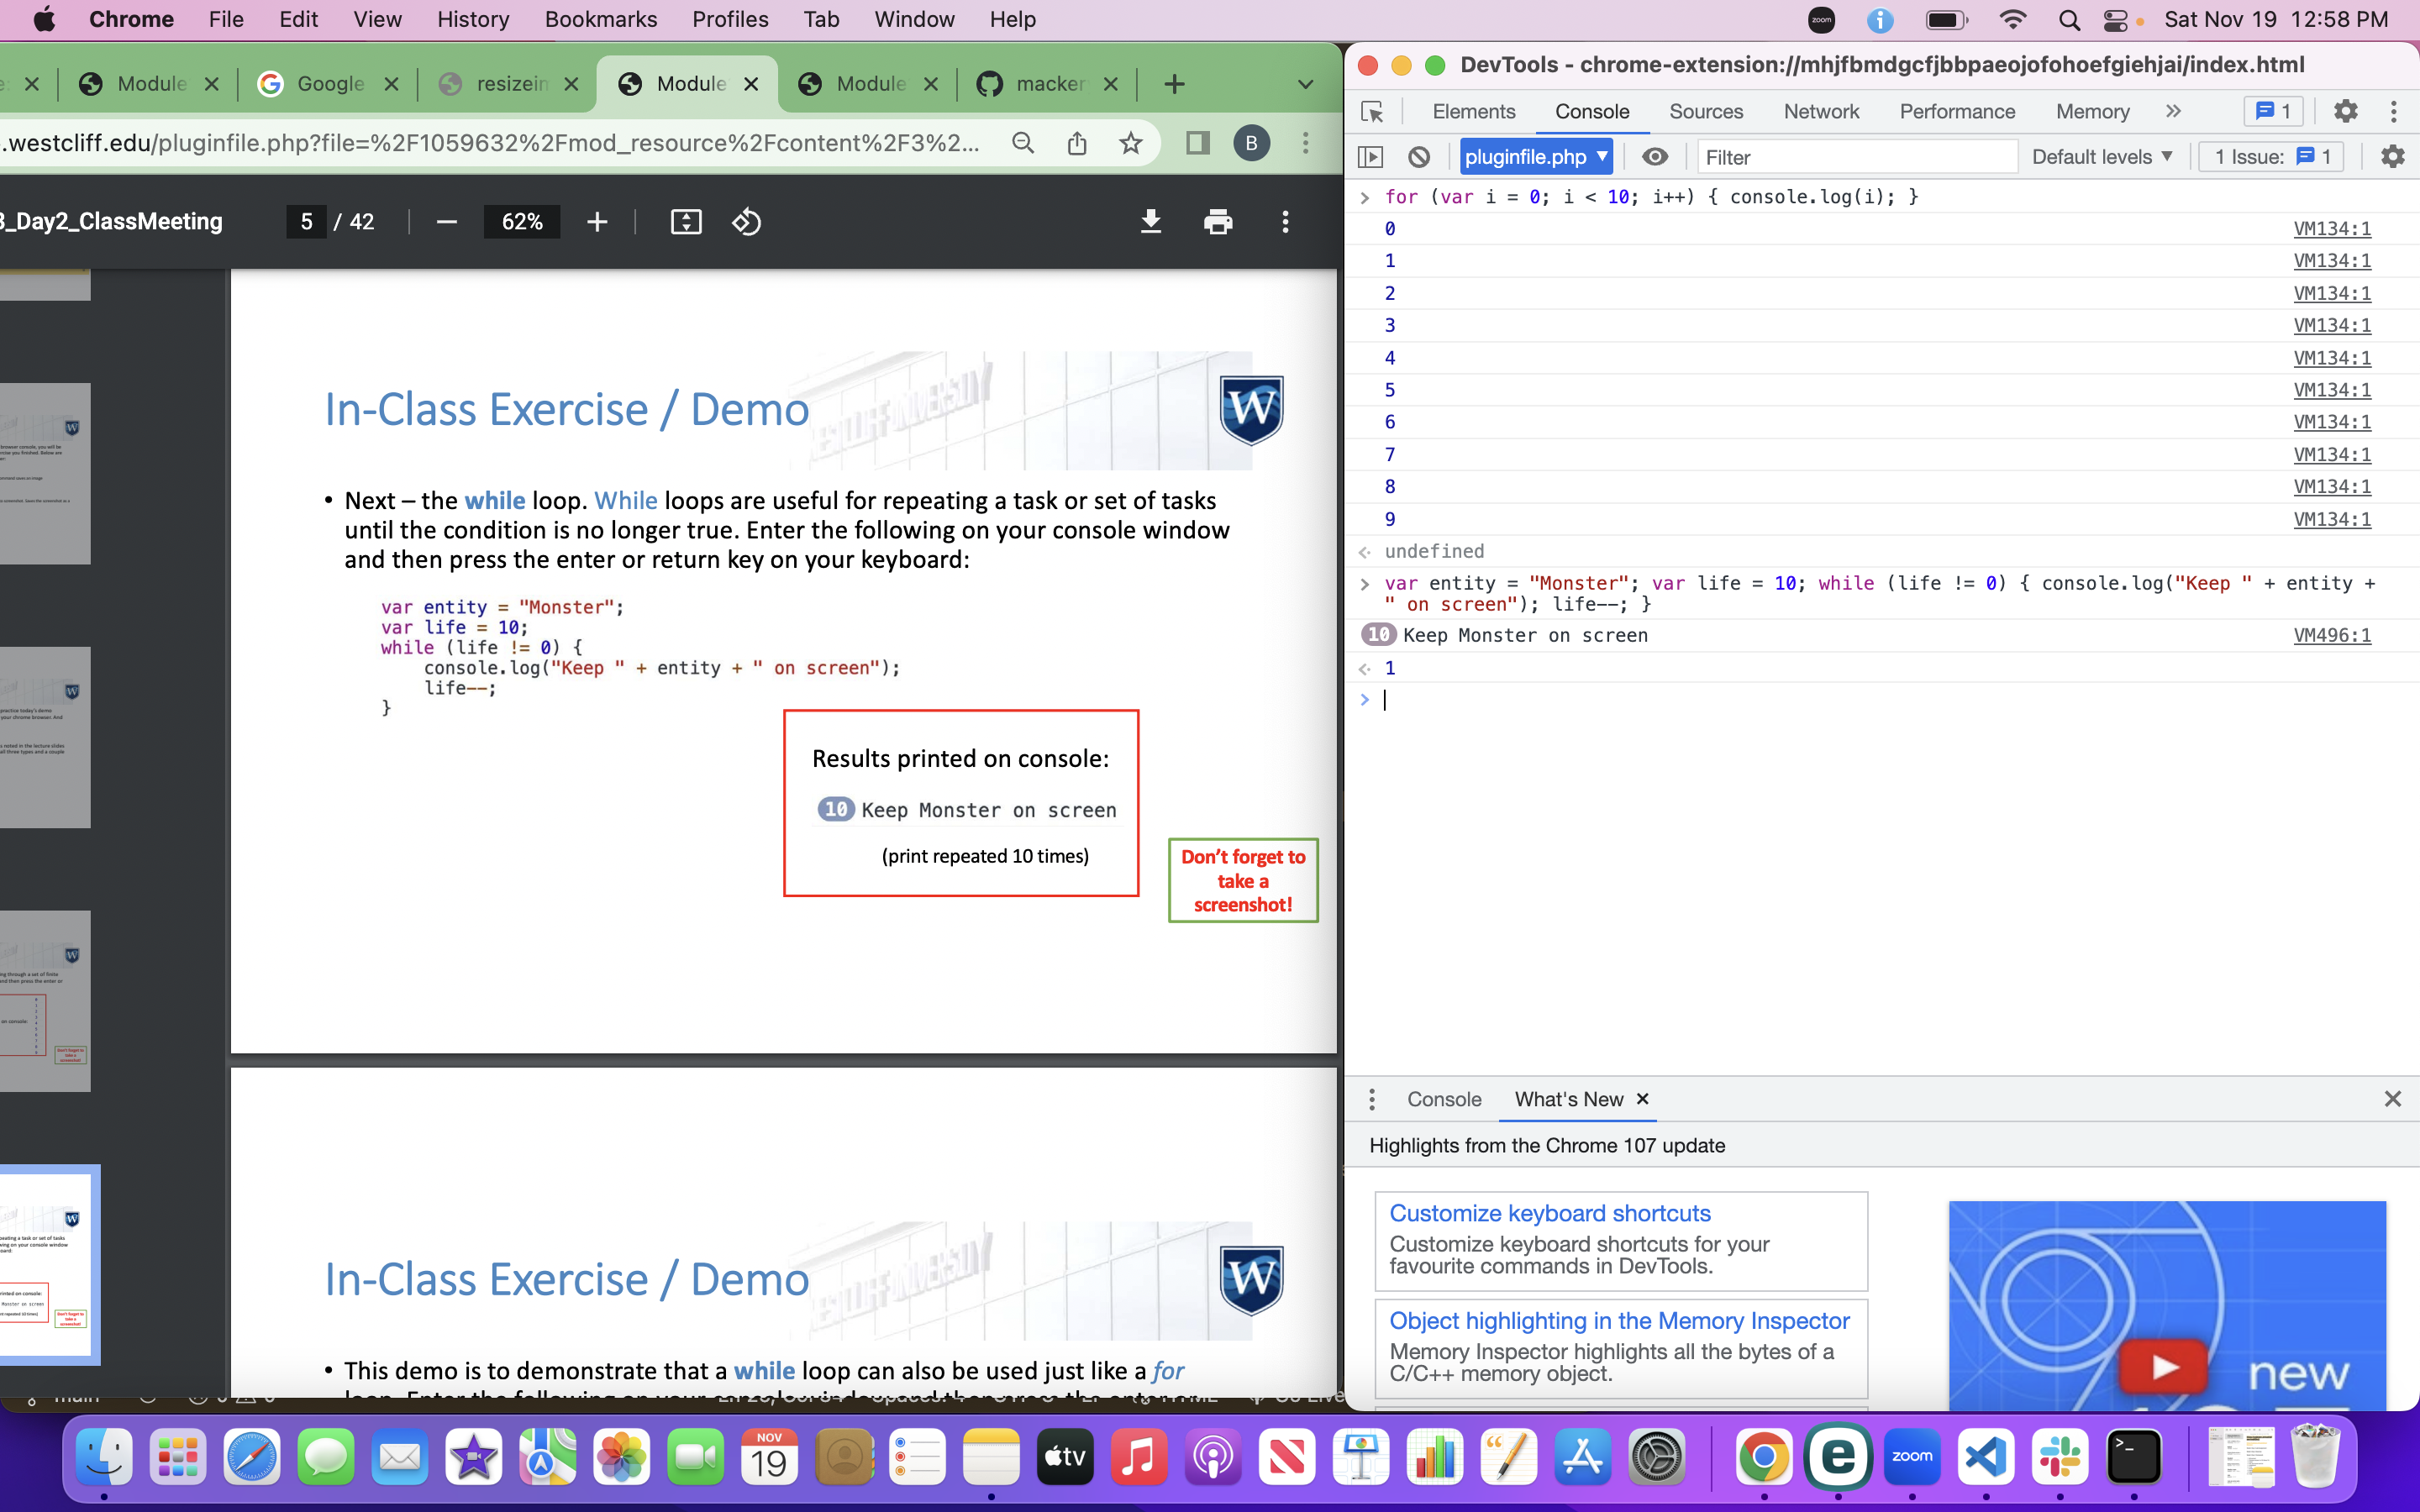 Chrome File Edit View History Bookmarks Profiles Tab Window Help
zoom Sat Nov 19 12:58 PM
Module Google resizein Module Module macker
.westcliff.edu/pluginfile.php?file=%2F1059632%2Fmod_resource%2Fcontent%2F3%2... B
3_Day2_ClassMeeting 5 / 42 62%
In-Class Exercise / Demo
W
• Next – the while loop. While loops are useful for repeating a task or set of tasks
until the condition is no longer true. Enter the following on your console window
and then press the enter or return key on your keyboard:
var entity = "Monster";
var life = 10;
while (life != 0) {
console.log("Keep " + entity + " on screen");
life--;
}
Results printed on console:
10 Keep Monster on screen
(print repeated 10 times)
Don't forget to
take a
screenshot!
In-Class Exercise / Demo
W
• This demo is to demonstrate that a while loop can also be used just like a for
DevTools - chrome-extension://mhjfbmdgcfjbbpaeojofohoefgiehjai/index.html
Elements Console Sources Network Performance Memory 1
pluginfile.php Filter Default levels 1 Issue: 1
for (var i = 0; i < 10; i++) { console.log(i); }
0 VM134:1
1 VM134:1
2 VM134:1
3 VM134:1
4 VM134:1
5 VM134:1
6 VM134:1
7 VM134:1
8 VM134:1
9 VM134:1
undefined
var entity = "Monster"; var life = 10; while (life != 0) { console.log("Keep " + entity +
" on screen"); life--; }
10 Keep Monster on screen VM496:1
1
Console What's New
Highlights from the Chrome 107 update
Customize keyboard shortcuts
Customize keyboard shortcuts for your
favourite commands in DevTools.
Object highlighting in the Memory Inspector
Memory Inspector highlights all the bytes of a
C/C++ memory object.
new
NOV
19
tv
zoom